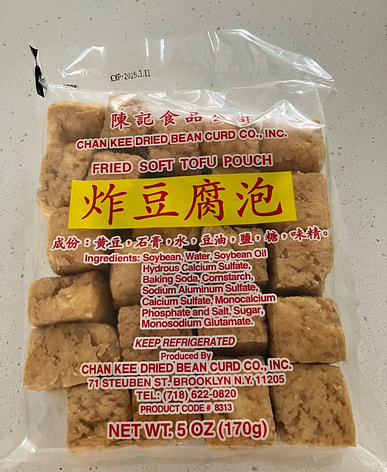 EXP:2025.3.11
陳記食品公司
CHAN KEE DRIED BEAN CURD CO., INC.
FRIED SOFT TOFU POUCH
炸豆腐泡
成份：黃豆，石膏，水，豆油，鹽，糖，味精。
Ingredients: Soybean, Water, Soybean Oil
Hydrous Calcium Sulfate,
Baking Soda, Cornstarch,
Sodium Aluminum Sulfate,
Calcium Sulfate, Monocalcium
Phosphate and Salt, Sugar,
Monosodium Glutamate.
KEEP REFRIGERATED
Produced By
CHAN KEE DRIED BEAN CURD CO., INC.
71 STEUBEN ST. BROOKLYN N.Y. 11205
TEL: (718) 622-0820
PRODUCT CODE # 8313
NET WT. 5 OZ (170g)